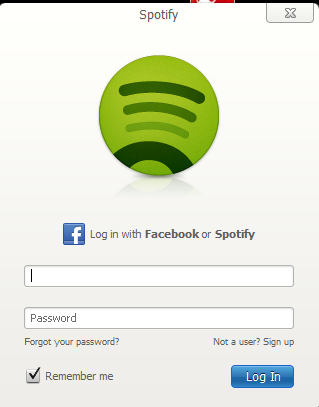 Spotify
Log in with Facebook or Spotify
Password
Forgot your password? Not a user? Sign up
Remember me Log In